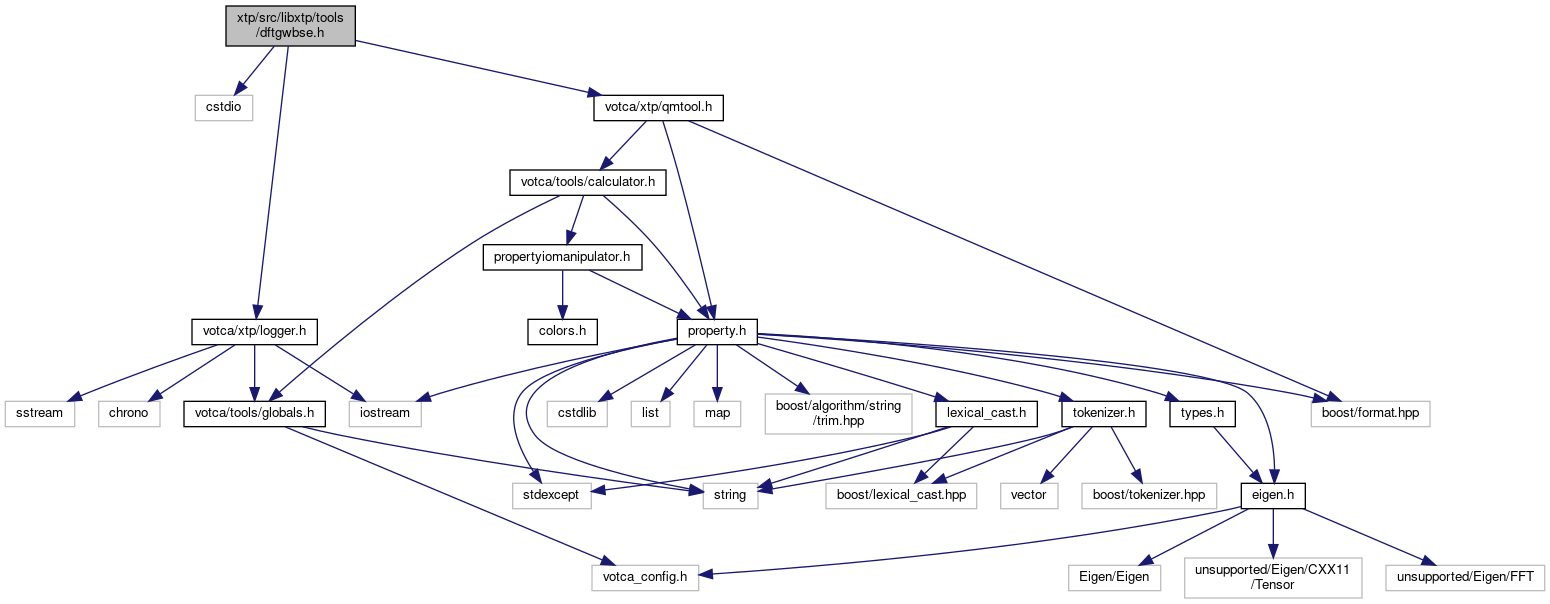 xtp/src/libxtp/tools
/dftgwbse.h
cstdio
votca/xtp/qmtool.h
votca/tools/calculator.h
propertyiomanipulator.h
votca/xtp/logger.h
colors.h
property.h
sstream
chrono
votca/tools/globals.h
iostream
cstdlib
list
map
boost/algorithm/string
/trim.hpp
lexical_cast.h
tokenizer.h
types.h
boost/format.hpp
stdexcept
string
boost/lexical_cast.hpp
vector
boost/tokenizer.hpp
eigen.h
votca_config.h
Eigen/Eigen
unsupported/Eigen/CXX11
/Tensor
unsupported/Eigen/FFT